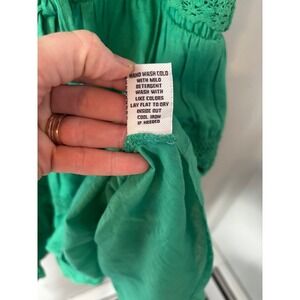 HAND WASH COLD
WITH MILD
DETERGENT
WASH WITH
LIKE COLORS
LAY FLAT TO DRY
INSIDE OUT
COOL IRON
IF NEEDED